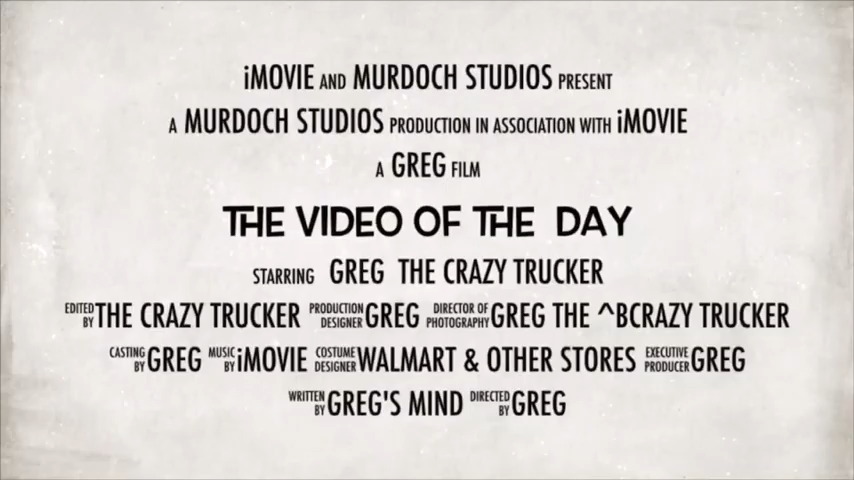 iMOVIE AND MURDOCH STUDIOS PRESENT
A MURDOCH STUDIOS PRODUCTION IN ASSOCIATION WITH iMOVIE
A GREG FILM
THE VIDEO OF THE DAY
STARRING GREG THE CRAZY TRUCKER
EDITED BY THE CRAZY TRUCKER PRODUCTION DESIGNER GREG DIRECTOR OF PHOTOGRAPHY GREG THE ^BCRAZY TRUCKER
CASTING BY GREG MUSIC BY iMOVIE COSTUME DESIGNER WALMART & OTHER STORES EXECUTIVE PRODUCER GREG
WRITTEN BY GREG'S MIND DIRECTED BY GREG